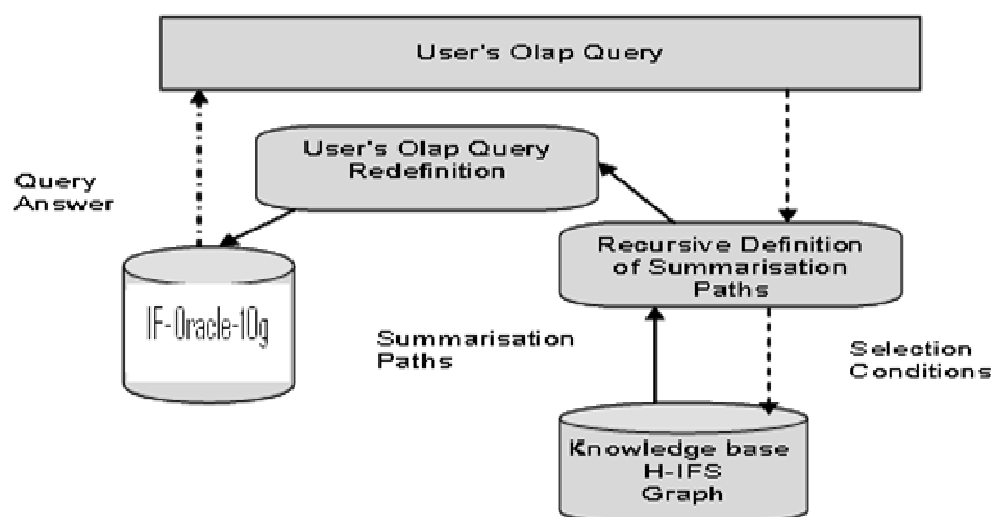 User's Olap Query
User's Olap Query
Redefinition
Query
Answer
Recursive Definition
of Summarisation
Paths
IF-Oracle-10g
Summarisation
Paths
Selection
Conditions
Knowledge base
H-IFS
Graph